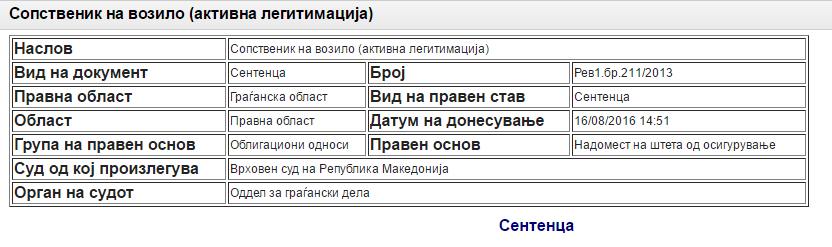 Сопственик на возило (активна легитимација)
Наслов Сопственик на возило (активна легитимација)
Вид на документ Сентенца Број Рев1.бр.211/2013
Правна област Граѓанска област Вид на правен став Сентенца
Област Правна област Датум на донесување 16/08/2016 14:51
Група на правен основ Облигациони односи Правен основ Надомест на штета од осигурување
Суд од кој произлегува Врховен суд на Република Македонија
Орган на судот Оддел за граѓански дела
Сентенца